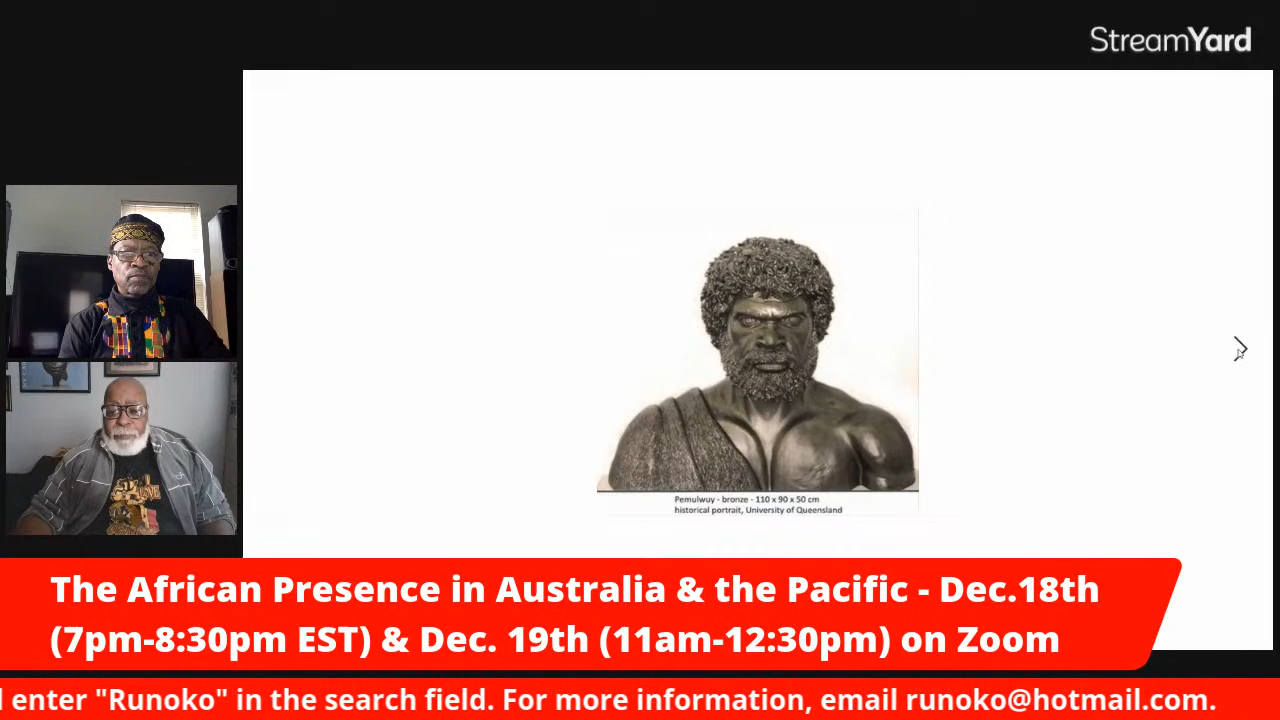 StreamYard
Pemulwuy - bronze - 110 x 90 x 50 cm
historical portrait, University of Queensland
The African Presence in Australia & the Pacific - Dec.18th
(7pm-8:30pm EST) & Dec. 19th (11am-12:30pm) on Zoom
enter "Runoko" in the search field. For more information, email runoko@hotmail.com.